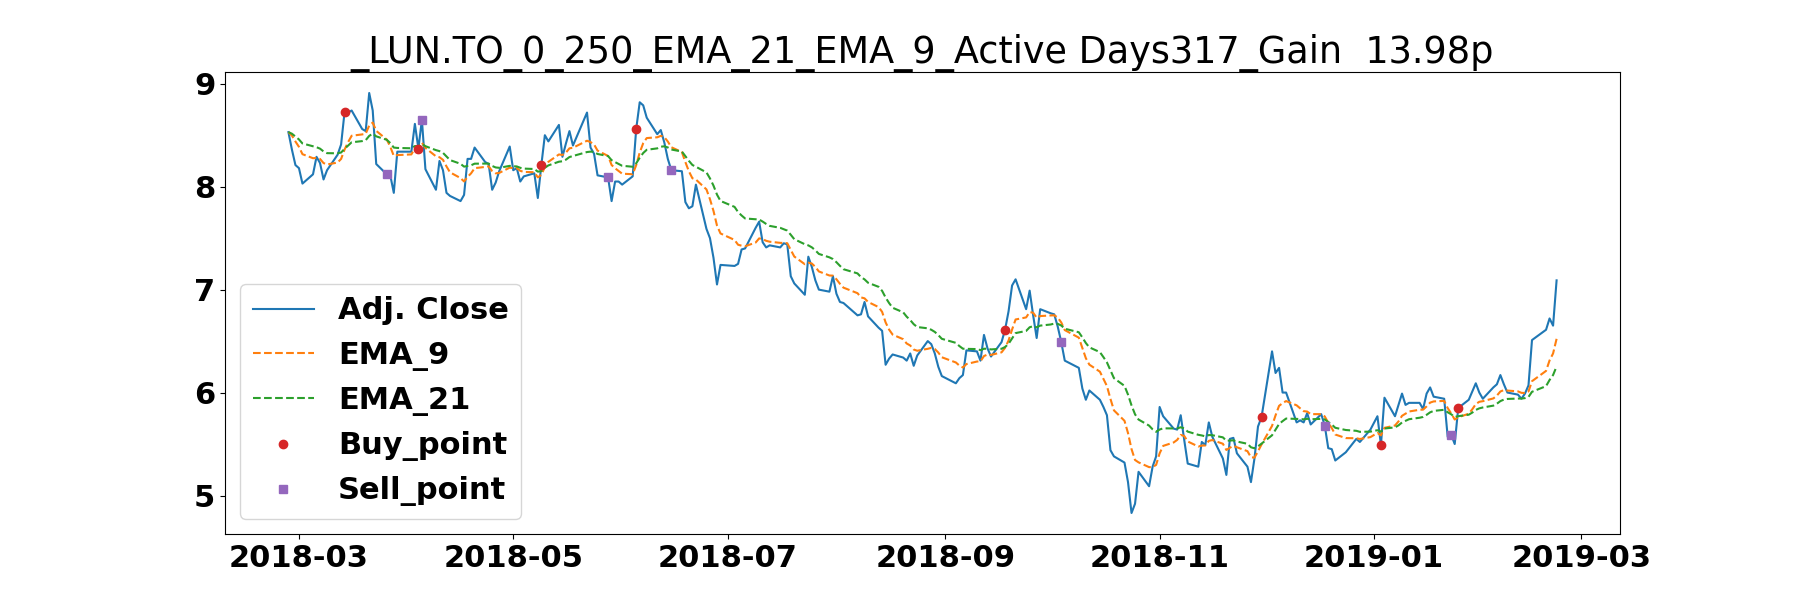 _LUN.TO_0_250_EMA_21_EMA_9_Active Days317_Gain  13.98p
9
8
7
6
5
Adj. Close
EMA_9
EMA_21
Buy_point
Sell_point
2018-03 2018-05 2018-07 2018-09 2018-11 2019-01 2019-03